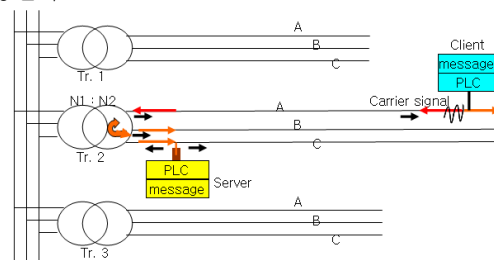 A
B
C
Tr. 1
Client
message
PLC
N1 : N2
Carrier signal
A
B
C
Tr. 2
PLC
message
Server
A
B
C
Tr. 3